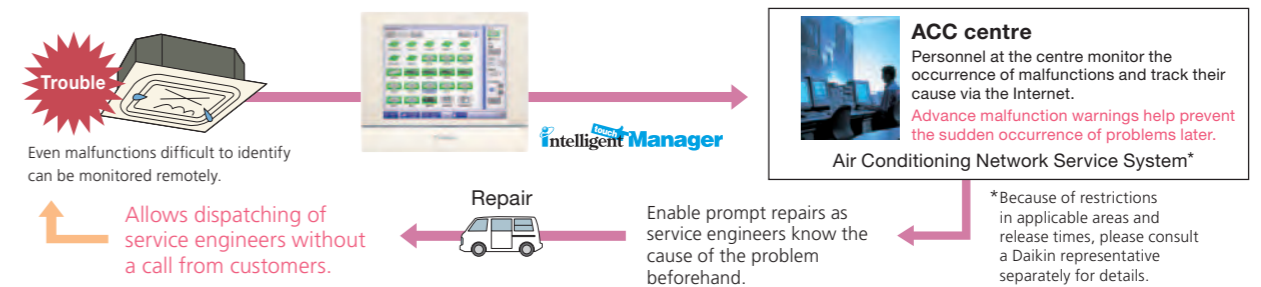 Trouble
Even malfunctions difficult to identify
can be monitored remotely.
intelligent touch Manager
ACC centre
Personnel at the centre monitor the
occurrence of malfunctions and track their
cause via the Internet.
Advance malfunction warnings help prevent
the sudden occurrence of problems later.
Air Conditioning Network Service System*
*Because of restrictions
in applicable areas and
release times, please consult
a Daikin representative
separately for details.
Enable prompt repairs as
service engineers know the
cause of the problem
beforehand.
Repair
Allows dispatching of
service engineers without
a call from customers.